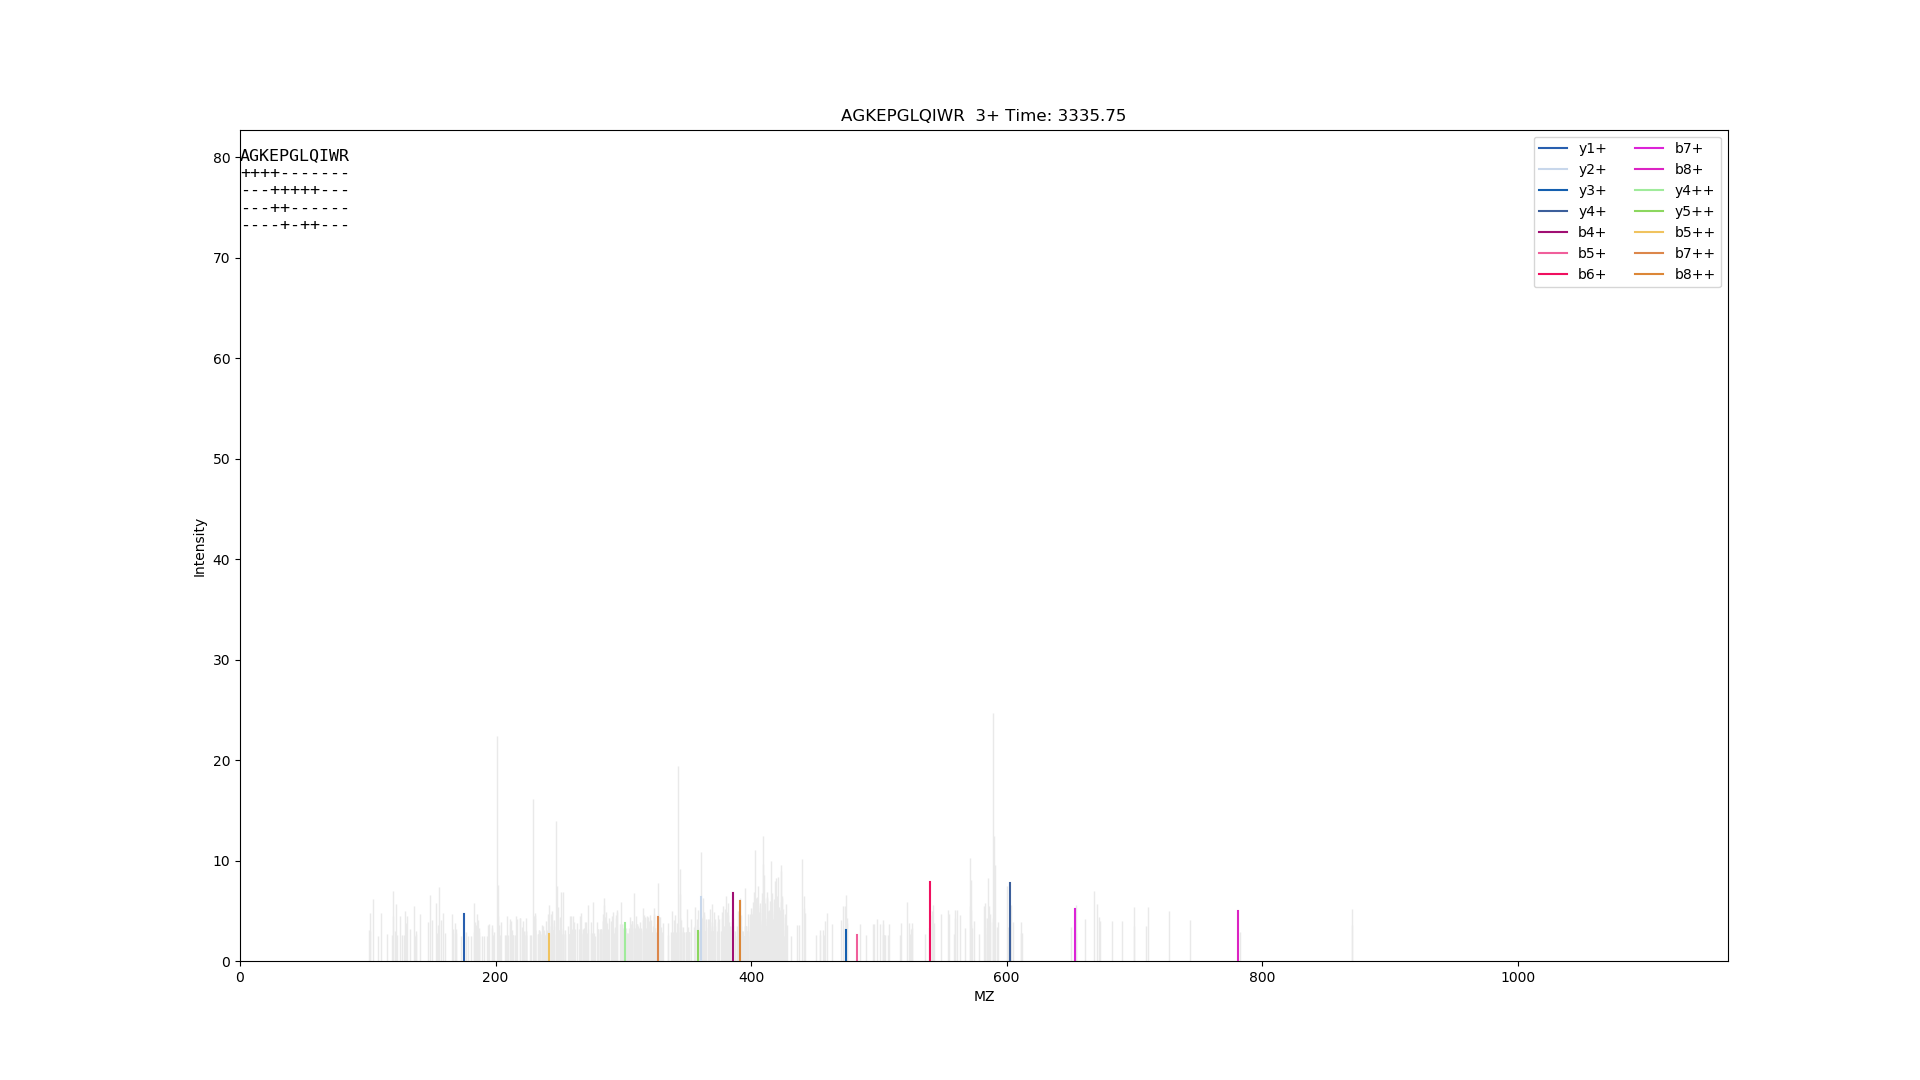 AGKEPGLQIWR  3+ Time: 3335.75
AGKEPGLQIWR
++++-------
---+++++---
---++------
----+-++---
y1+
y2+
y3+
y4+
b4+
b5+
b6+
b7+
b8+
y4++
y5++
b5++
b7++
b8++
80
70
60
50
40
30
20
10
0
Intensity
0 200 400 600 800 1000
MZ